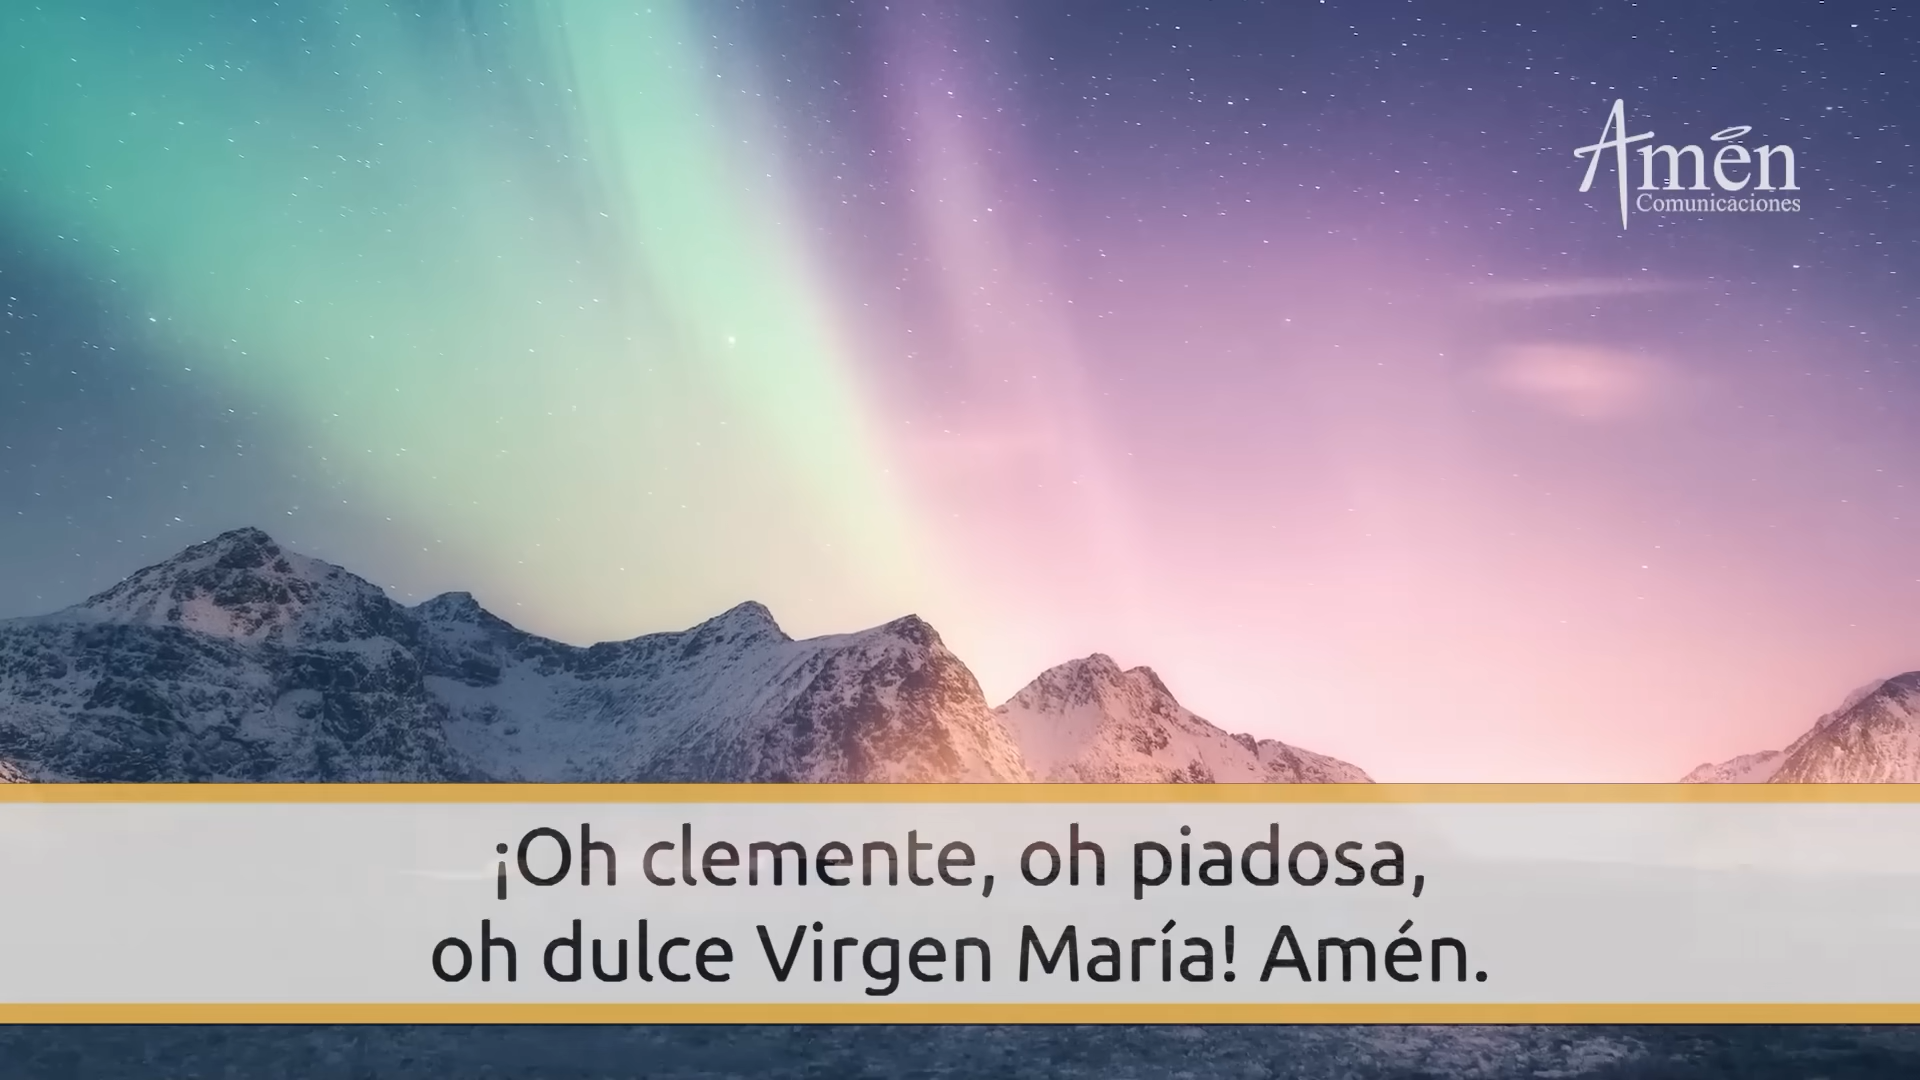 Amén
Comunicaciones
¡Oh clemente, oh piadosa,
oh dulce Virgen María! Amén.